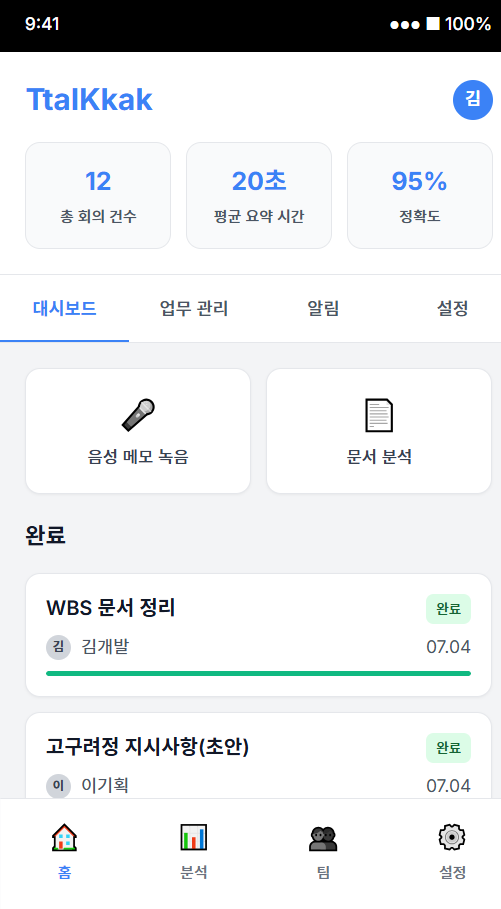 9:41
●●● ■ 100%
TtalKkak
김
12
총 회의 건수
20초
평균 요약 시간
95%
정확도
대시보드
업무 관리
알림
설정
음성 메모 녹음
문서 분석
완료
WBS 문서 정리
완료
김
김개발
07.04
고구려정 지시사항(초안)
완료
이
이기획
07.04
홈
분석
팀
설정